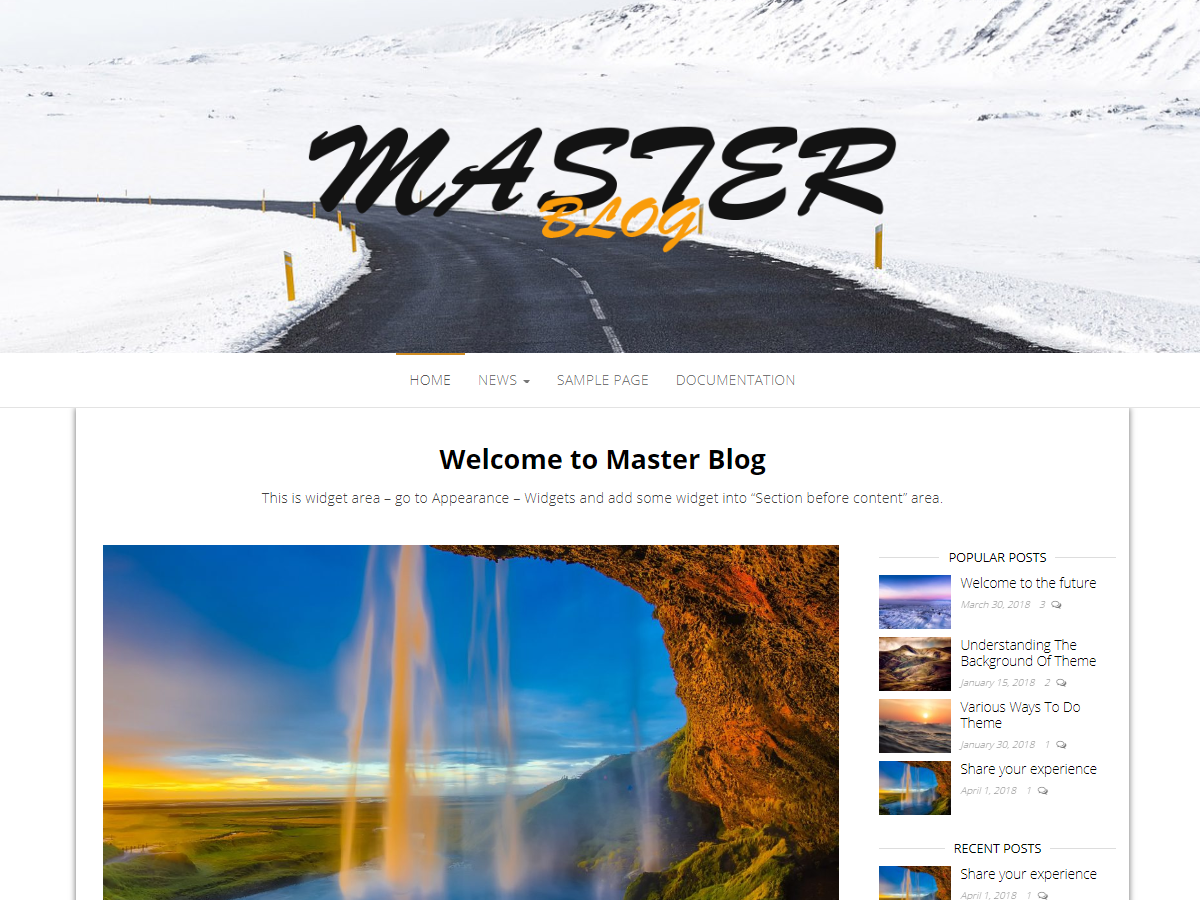 MASTER
BLOG
HOME
NEWS
SAMPLE PAGE
DOCUMENTATION
Welcome to Master Blog
This is widget area – go to Appearance – Widgets and add some widget into “Section before content” area.
POPULAR POSTS
Welcome to the future
March 30, 2018 3
Understanding The
Background Of Theme
January 15, 2018 2
Various Ways To Do
Theme
January 30, 2018 1
Share your experience
April 1, 2018 1
RECENT POSTS
Share your experience
April 1, 2018 1